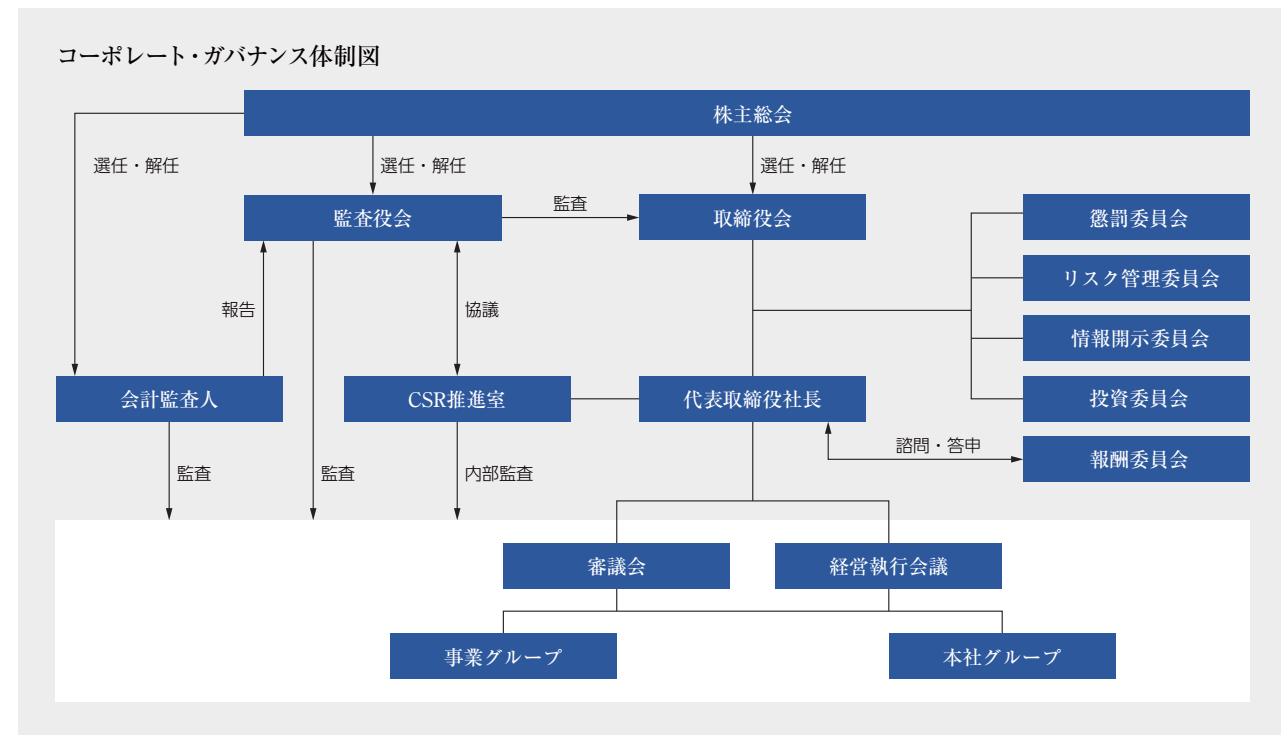 コーポレート・ガバナンス体制図
株主総会
選任・解任
選任・解任
選任・解任
監査役会
監査
取締役会
懲罰委員会
リスク管理委員会
報告
協議
情報開示委員会
会計監査人
CSR推進室
代表取締役社長
投資委員会
諮問・答申
報酬委員会
監査
監査
内部監査
審議会
経営執行会議
事業グループ
本社グループ